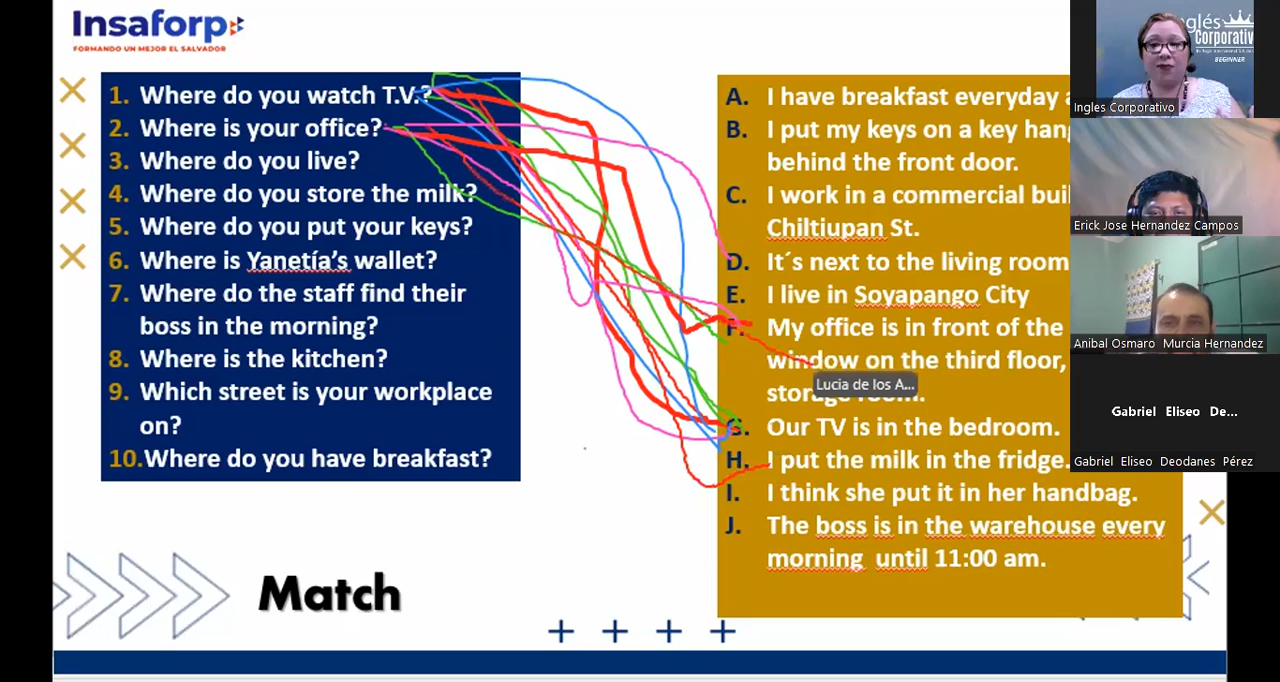 Insaforp
FORMANDO UN MEJOR EL SALVADOR
1. Where do you watch T.V.?
2. Where is your office?
3. Where do you live?
4. Where do you store the milk?
5. Where do you put your keys?
6. Where is Yanetía's wallet?
7. Where do the staff find their
boss in the morning?
8. Where is the kitchen?
9. Which street is your workplace
on?
10. Where do you have breakfast?
Match
A. I have breakfast everyday
B. I put my keys on a key
behind the front door.
C. I work in a commercial
Chiltiupan St.
D. It´s next to the living room
E. I live in Soyapango City
F. My office is in front of the
window on the third floor,
G. Our TV is in the bedroom.
H. I put the milk in the fridge.
I. I think she put it in her handbag.
J. The boss is in the warehouse every
morning until 11:00 am.
Lucia de los A...
Inglés
Corporativo
BEGINNER
Ingles Corporativo
Erick Jose Hernandez Campos
Anibal Osmaro Murcia Hernandez
Gabriel Eliseo De...
Gabriel Eliseo Deodanes Pérez